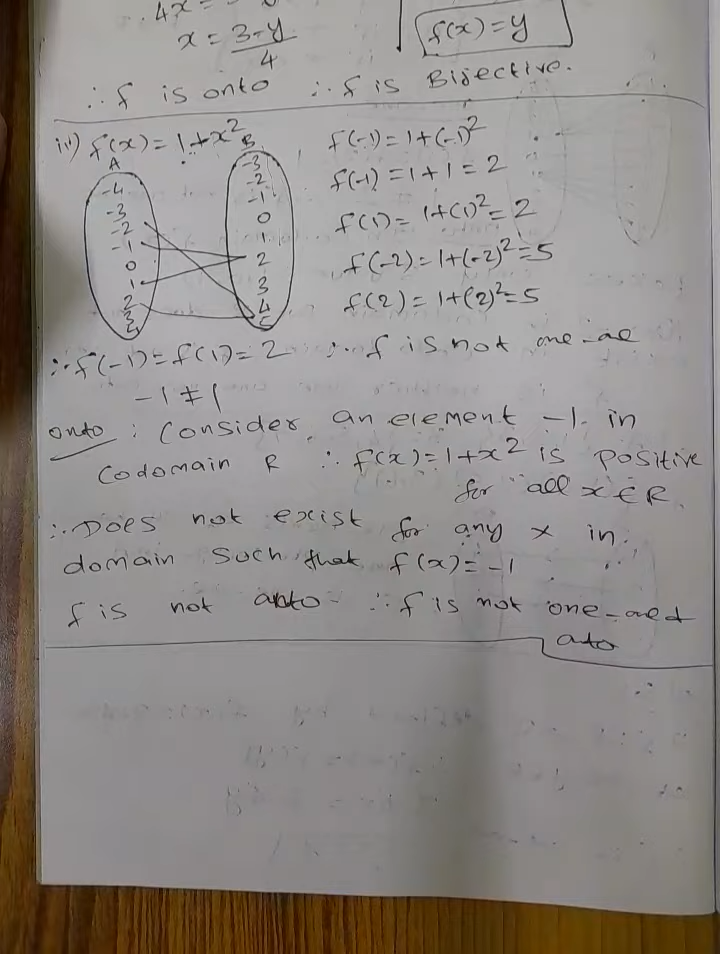 4x =
x = 3-y/4
f(x) = y
∴ f is onto ∴ f is Bijective.
ii) f(x) = 1+x²
A
B
-4
-3
-2
-1
0
1
2
3
4
-3
-2
-1
0
1
2
3
4
5
f(-1) = 1+(-1)²
f(-1) = 1+1 = 2
f(1) = 1+(1)² = 2
f(-2) = 1+(-2)² = 5
f(2) = 1+(2)² = 5
∴ f(-1) = f(1) = 2 ∴ f is not one-
-1 ≠ 1
onto : Consider an element -1 in
Codomain R ∴ f(x) = 1+x² is positive
for all x ∈ R
∴ Does not exist for any x in
domain such that f(x) = -1
f is not onto ∴ f is not one-